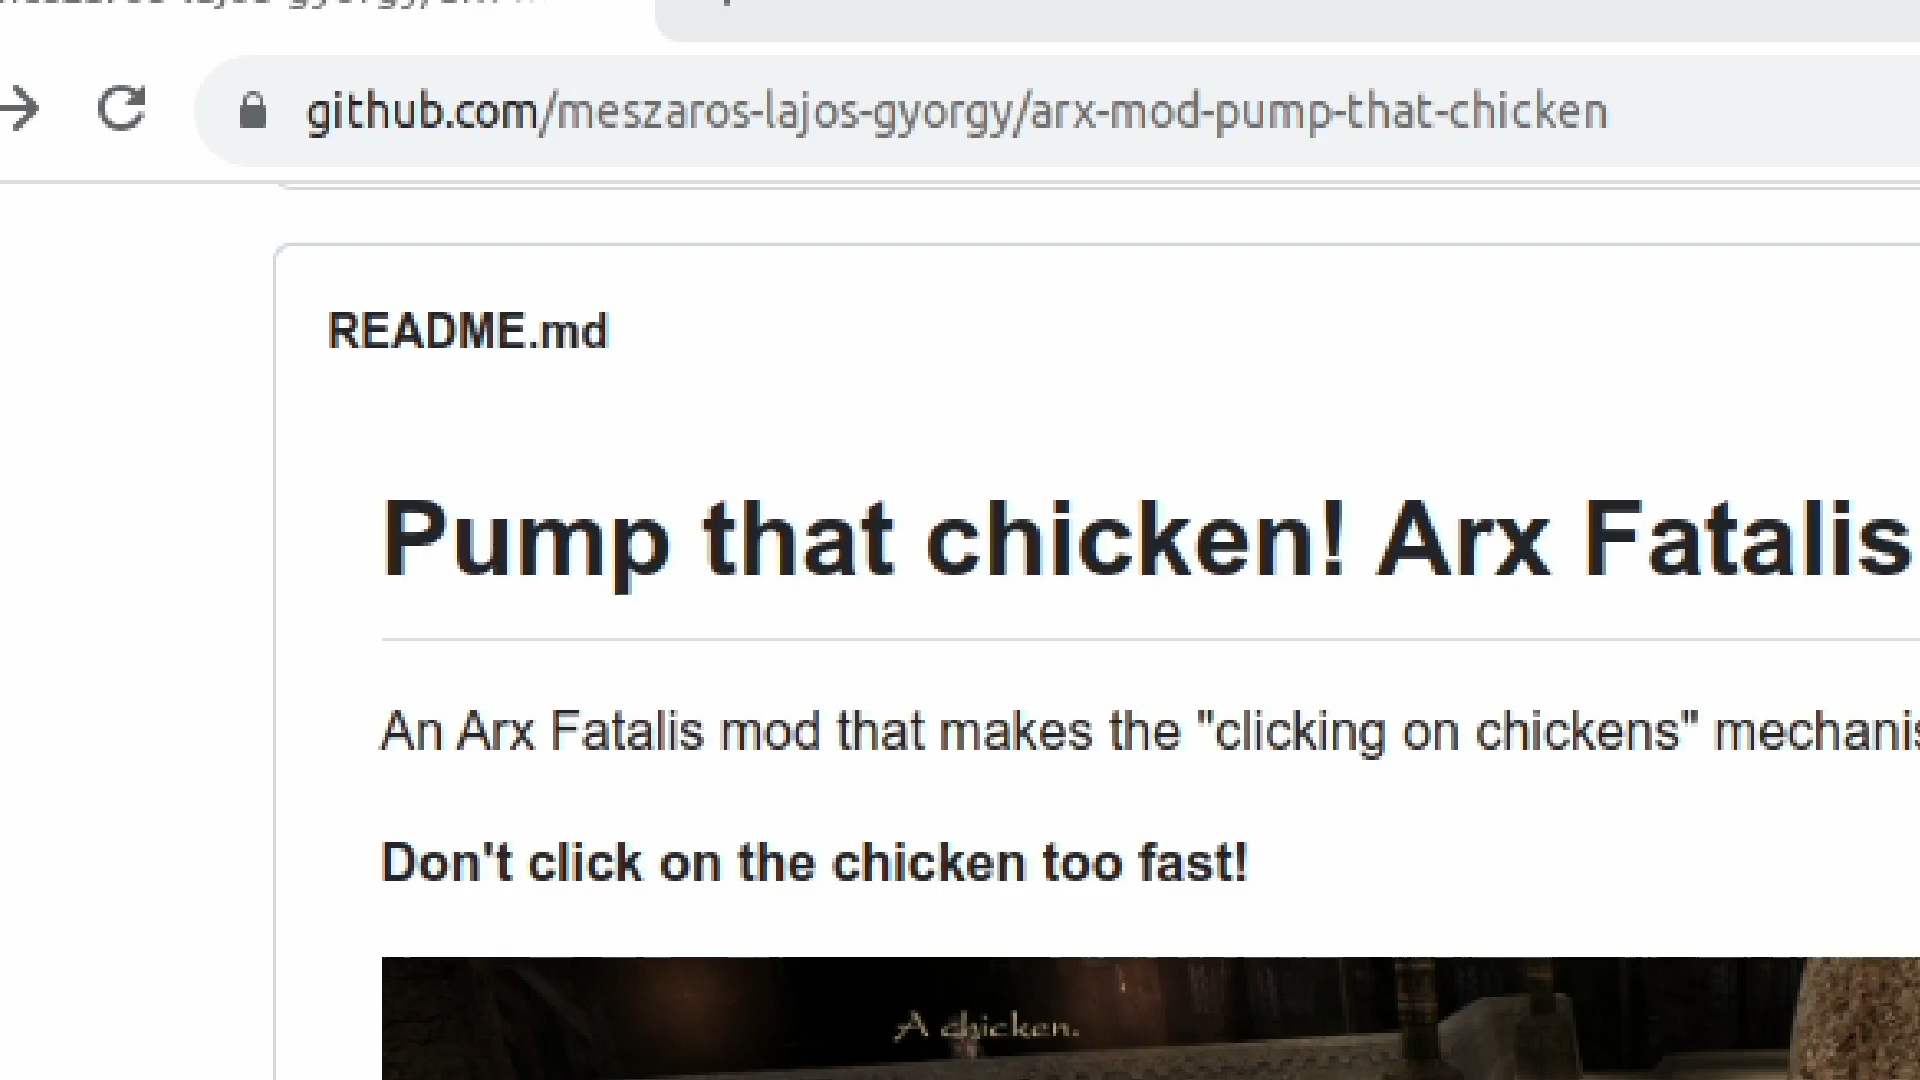 github.com/meszaros-lajos-gyorgy/arx-mod-pump-that-chicken
README.md
Pump that chicken! Arx Fatalis
An Arx Fatalis mod that makes the "clicking on chickens"
Don't click on the chicken too fast!
A chicken.